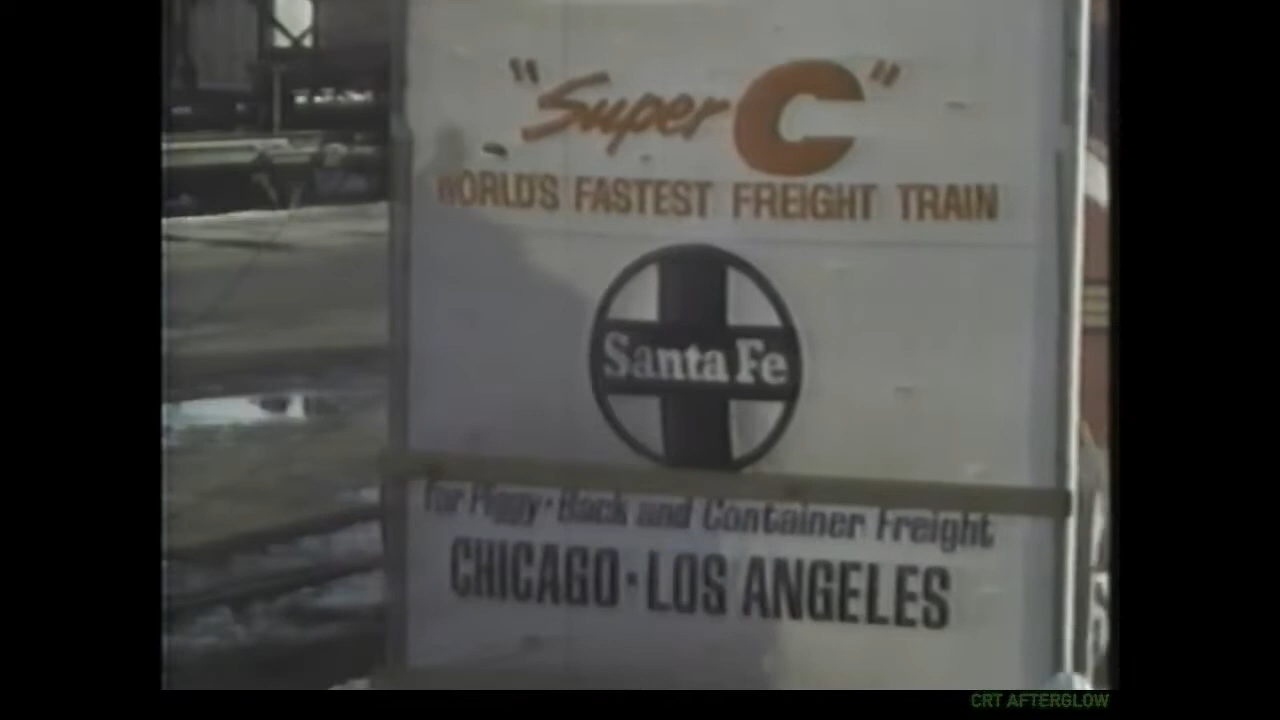 "Super C"
WORLD'S FASTEST FREIGHT TRAIN
Santa Fe
for Piggy-Back and Container Freight
CHICAGO · LOS ANGELES
CRT AFTERGLOW